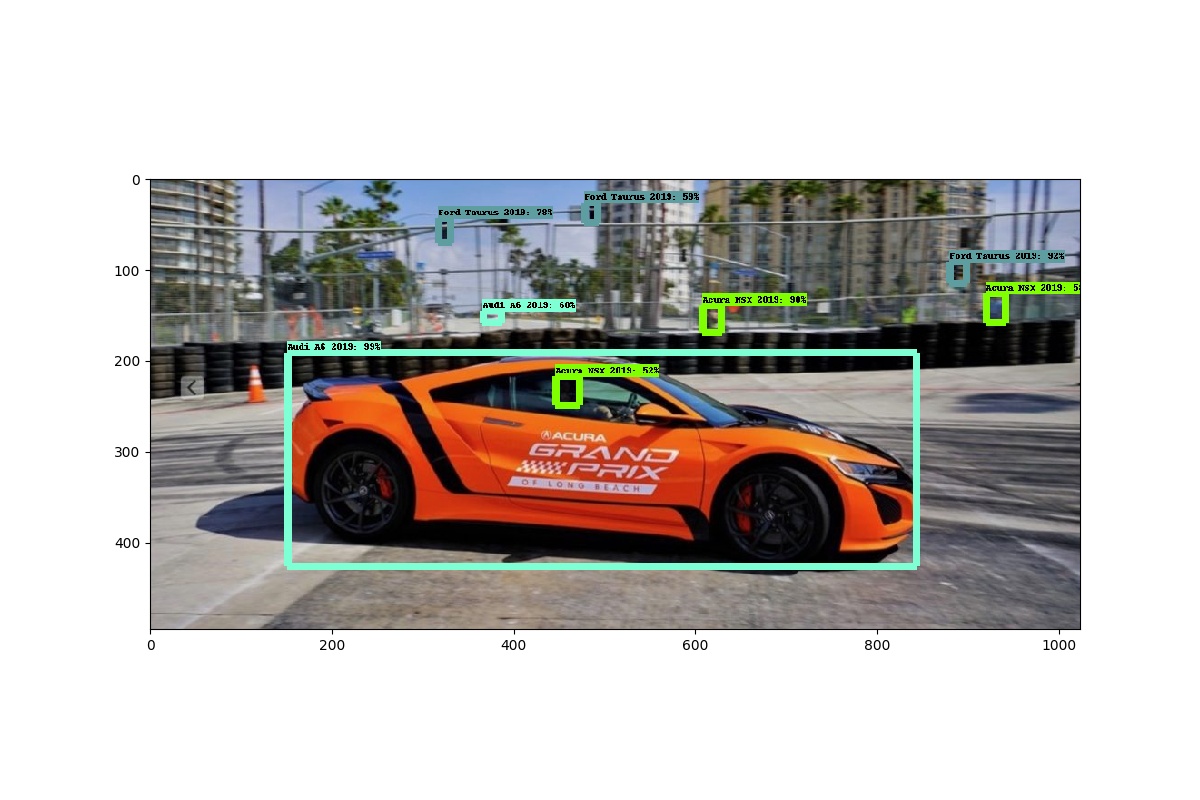 0
100
200
300
400
0
200
400
600
800
1000
Ford Taurus 2019: 59%
Ford Taurus 2019: 78%
Ford Taurus 2019: 92%
Acura NSX 2019: 5
Acura NSX 2019: 90%
Audi A6 2019: 60%
Audi A6 2019: 99%
Acura NSX 2019: 52%
ACURA
GRAND
PRIX
OF LONG BEACH